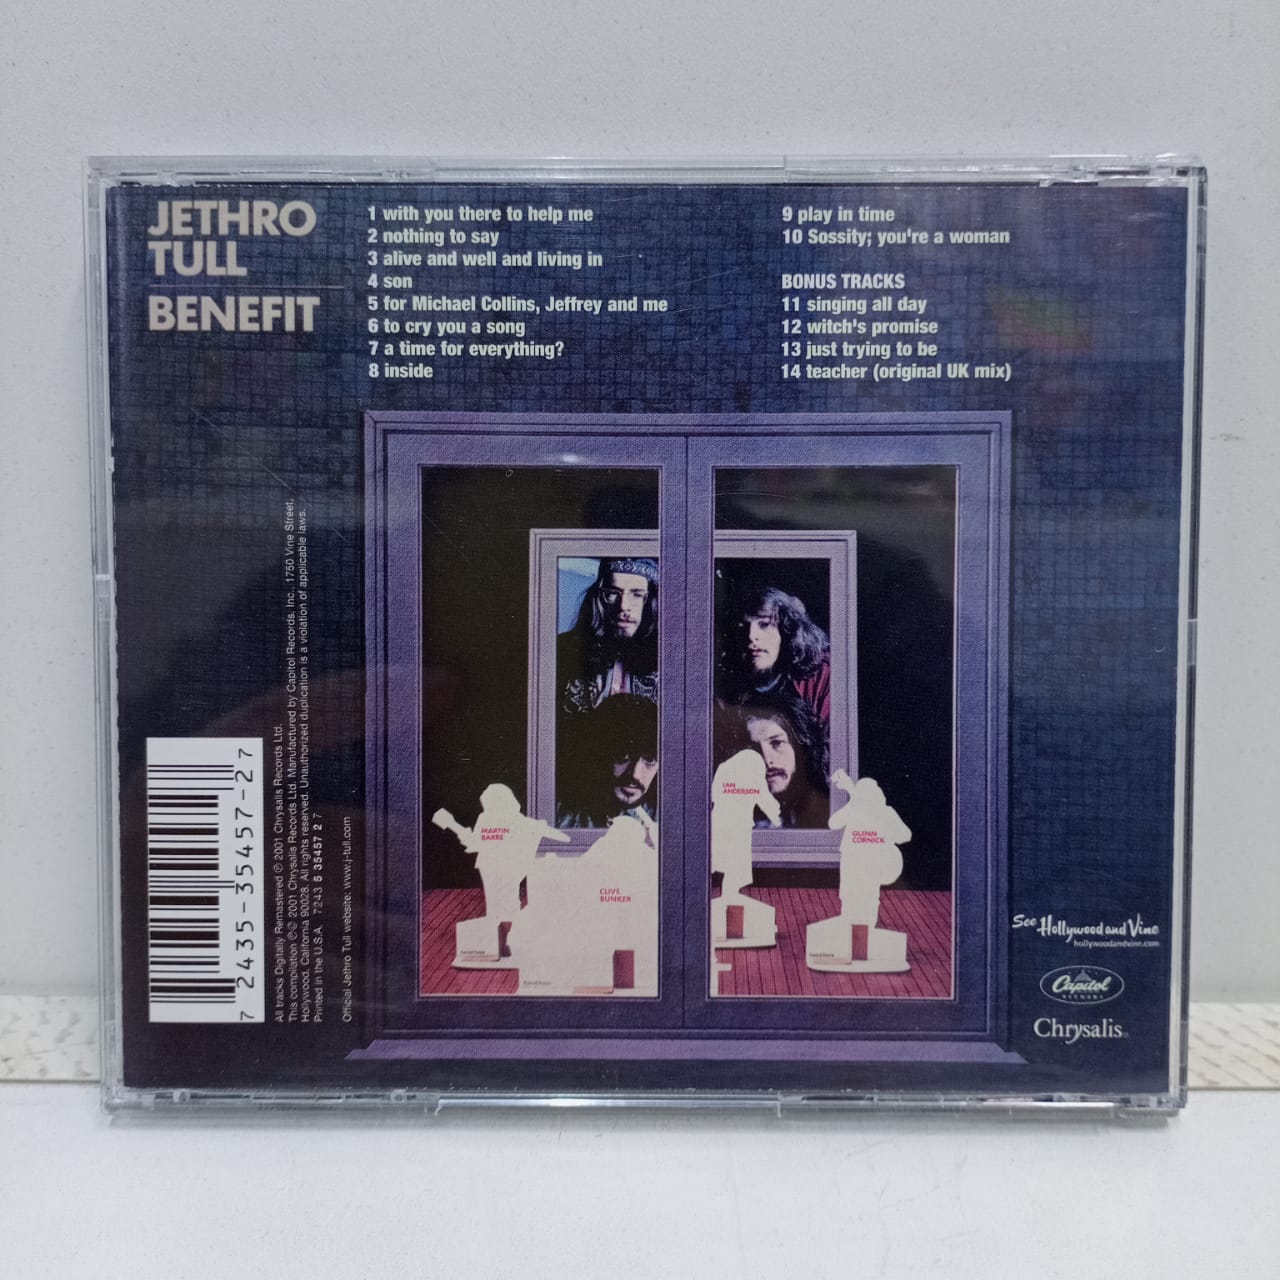 JETHRO
TULL
BENEFIT
1 with you there to help me
2 nothing to say
3 alive and well and living in
4 son
5 for Michael Collins, Jeffrey and me
6 to cry you a song
7 a time for everything?
8 inside
9 play in time
10 Sossity; you're a woman
BONUS TRACKS
11 singing all day
12 witch's promise
13 just trying to be
14 teacher (original UK mix)
MARTIN
BARRE
CLIVE
BUNKER
IAN
ANDERSON
GLENN
CORNICK
7 2435-35457-2 7
All tracks Digitally Remastered ℗ 2001 Chrysalis Records Ltd.
This compilation ℗© 2001 Chrysalis Records Ltd. Manufactured by Capitol Records, Inc., 1750 Vine Street,
Hollywood, California 90028. All rights reserved. Unauthorized duplication is a violation of applicable laws.
Printed in the U.S.A. 7243 5 35457 2 7
Official Jethro Tull website: www.j-tull.com
See Hollywood and Vine
hollywoodandvine.com
Capitol
Chrysalis